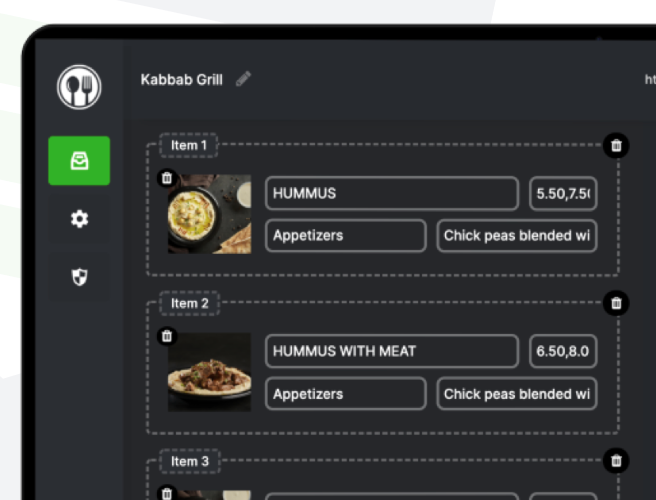 Kabbab Grill
ht
Item 1
HUMMUS
5.50,7.5(
Appetizers
Chick peas blended wi
Item 2
HUMMUS WITH MEAT
6.50,8.0
Appetizers
Chick peas blended wi
Item 3